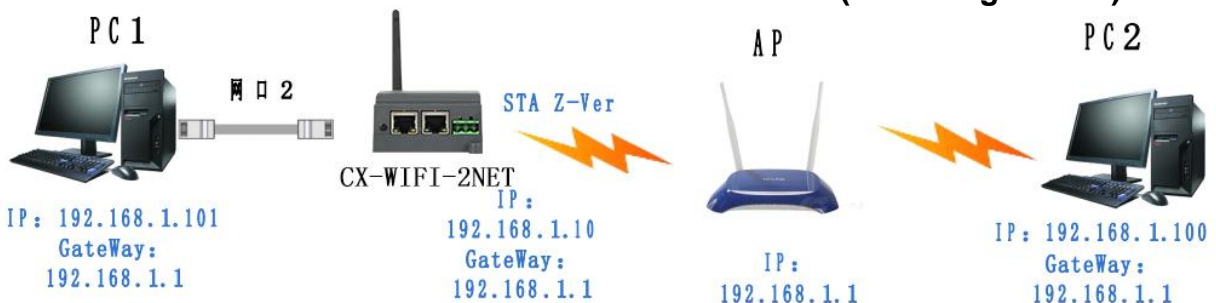 PC1
网口2
STA Z-Ver
CX-WIFI-2NET
AP
PC2
IP: 192.168.1.101
GateWay:
192.168.1.1
IP:
192.168.1.10
GateWay:
192.168.1.1
IP:
192.168.1.1
IP: 192.168.1.100
GateWay:
192.168.1.1